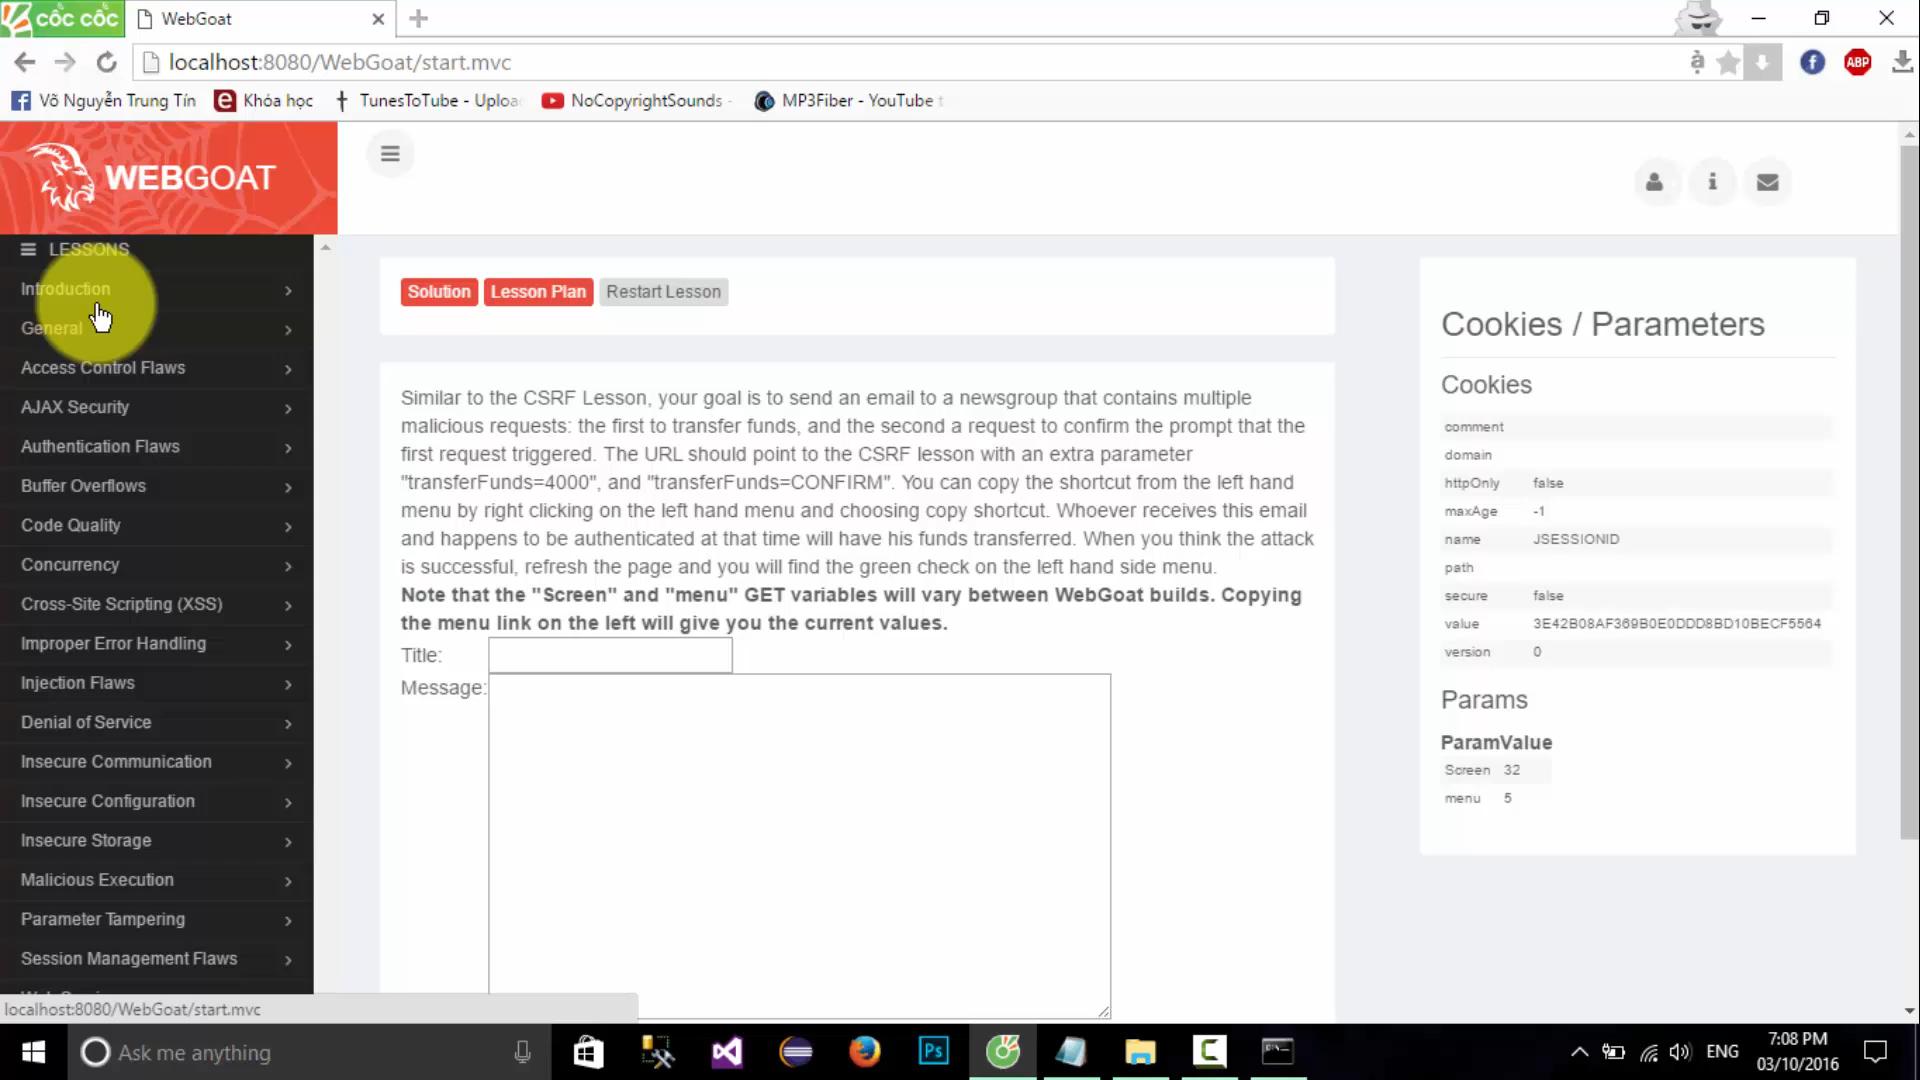 cốc cốc
WebGoat
localhost:8080/WebGoat/start.mvc
ABP
Võ Nguyễn Trung Tín
Khóa học
TunesToTube - Uploa
NoCopyrightSounds -
MP3Fiber - YouTube t
WEBGOAT
LESSONS
Introduction
General
Access Control Flaws
AJAX Security
Authentication Flaws
Buffer Overflows
Code Quality
Concurrency
Cross-Site Scripting (XSS)
Improper Error Handling
Injection Flaws
Denial of Service
Insecure Communication
Insecure Configuration
Insecure Storage
Malicious Execution
Parameter Tampering
Session Management Flaws
localhost:8080/WebGoat/start.mvc
Solution
Lesson Plan
Restart Lesson
Similar to the CSRF Lesson, your goal is to send an email to a newsgroup that contains multiple
malicious requests: the first to transfer funds, and the second a request to confirm the prompt that the
first request triggered. The URL should point to the CSRF lesson with an extra parameter
"transferFunds=4000", and "transferFunds=CONFIRM". You can copy the shortcut from the left hand
menu by right clicking on the left hand menu and choosing copy shortcut. Whoever receives this email
and happens to be authenticated at that time will have his funds transferred. When you think the attack
is successful, refresh the page and you will find the green check on the left hand side menu.
Note that the "Screen" and "menu" GET variables will vary between WebGoat builds. Copying
the menu link on the left will give you the current values.
Title:
Message:
Cookies / Parameters
Cookies
comment
domain
httpOnly false
maxAge -1
name JSESSIONID
path
secure false
value 3E42B08AF369B0E0DDD8BD10BECF5564
version 0
Params
ParamValue
Screen 32
menu 5
Ask me anything
Ps
ENG
7:08 PM
03/10/2016